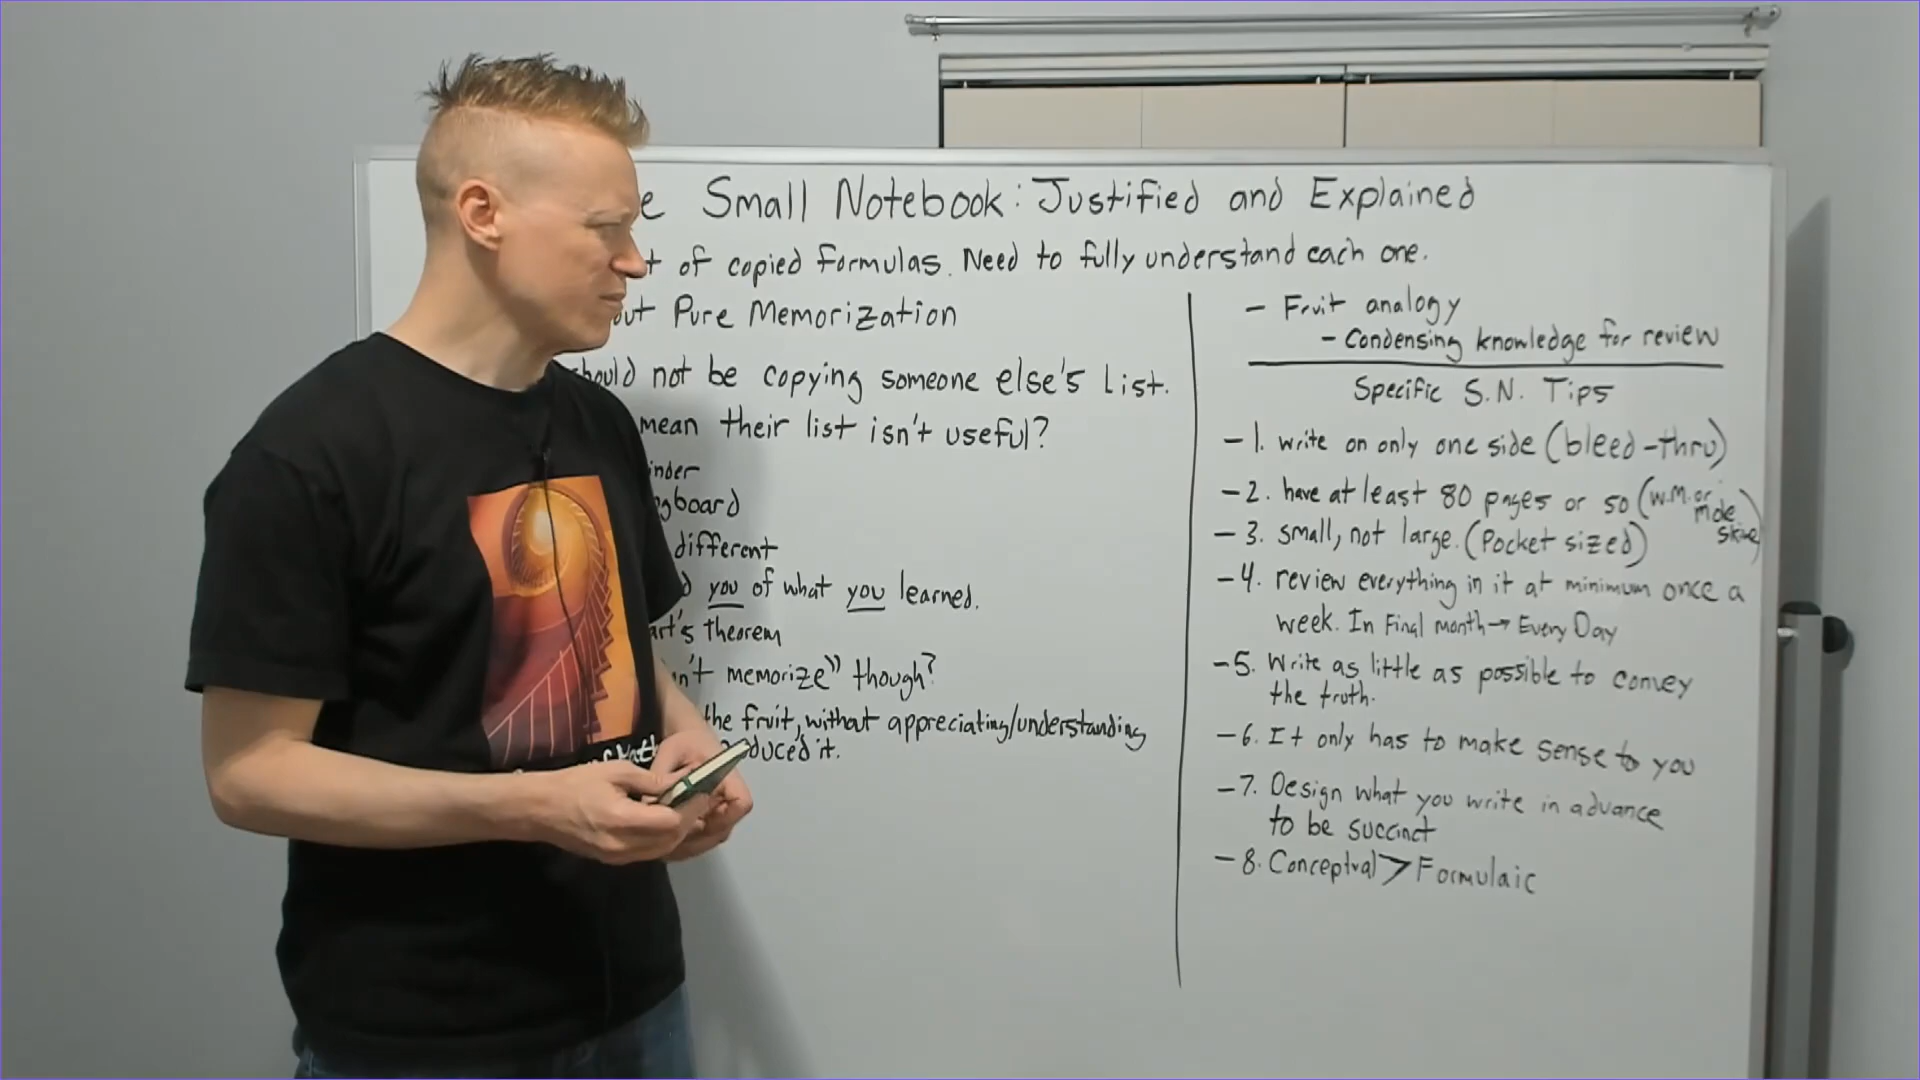 Small Notebook: Justified and Explained
of copied formulas. Need to fully understand each one.
Pure Memorization
should not be copying someone else's list.
mean their list isn't useful?
different
you of what you learned.
theorem
memorize" though?
the fruit, without appreciating/understanding
it.
- Fruit analogy
- Condensing knowledge for review
Specific S.N. Tips
- 1. write on only one side (bleed-thru)
- 2. have at least 80 pages or 50 (W.M. or moleskine)
- 3. small, not large. (Pocket sized)
- 4. review everything in it at minimum once a
week. In Final month → Every Day
- 5. Write as little as possible to convey
the truth.
- 6. It only has to make sense to you
- 7. Design what you write in advance
to be succinct
- 8. Conceptual > Formulaic